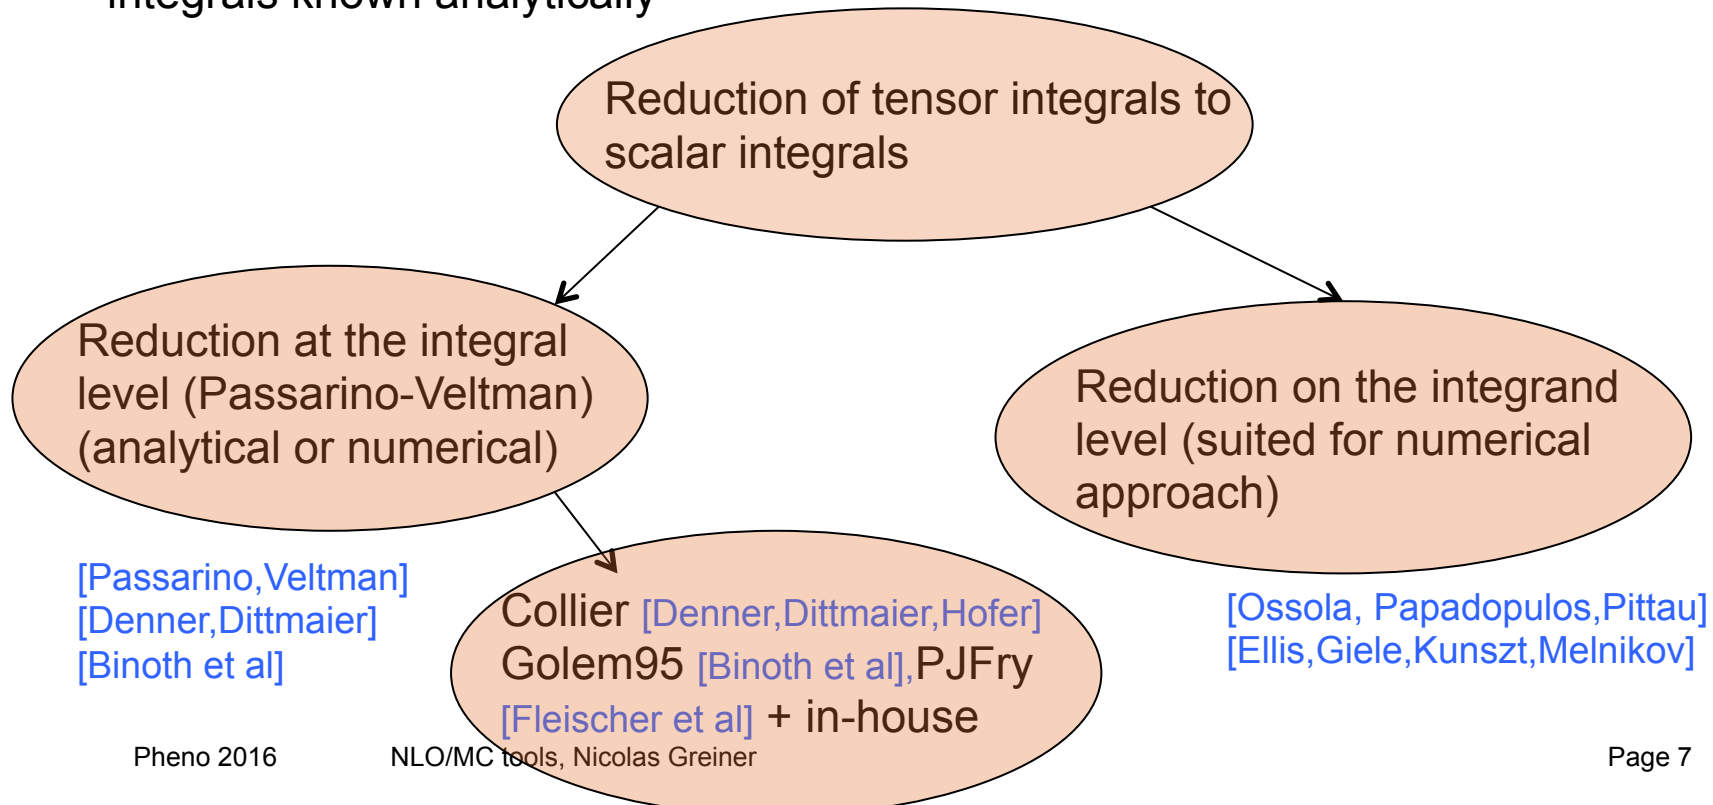 integrals known analytically
Reduction of tensor integrals to
scalar integrals
Reduction at the integral
level (Passarino-Veltman)
(analytical or numerical)
Reduction on the integrand
level (suited for numerical
approach)
[Passarino,Veltman]
[Denner,Dittmaier]
[Binoth et al]
Collier [Denner,Dittmaier,Hofer]
Golem95 [Binoth et al],PJFry
[Fleischer et al] + in-house
[Ossola, Papadopulos,Pittau]
[Ellis,Giele,Kunszt,Melnikov]
Pheno 2016 NLO/MC tools, Nicolas Greiner Page 7